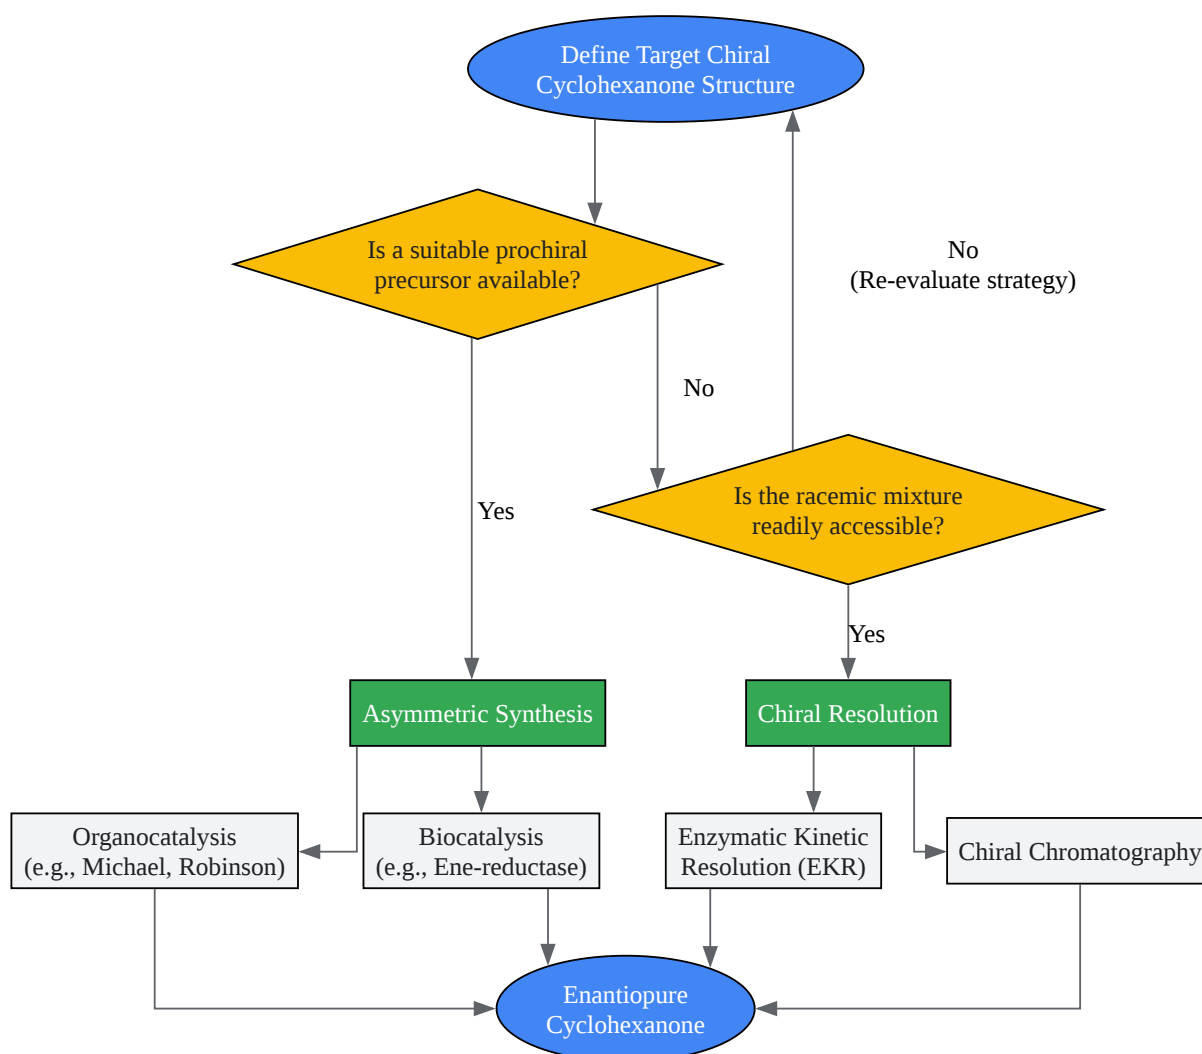 Define Target Chiral
Cyclohexanone Structure
Is a suitable prochiral
precursor available?
No
(Re-evaluate strategy)
No
Is the racemic mixture
readily accessible?
Yes
Yes
Asymmetric Synthesis
Chiral Resolution
Organocatalysis
(e.g., Michael, Robinson)
Biocatalysis
(e.g., Ene-reductase)
Enzymatic Kinetic
Resolution (EKR)
Chiral Chromatography
Enantiopure
Cyclohexanone